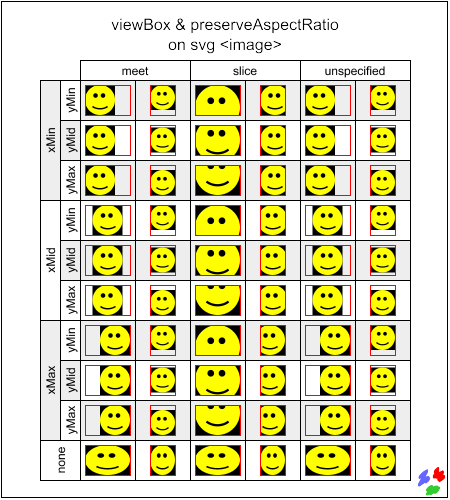 viewBox & preserveAspectRatio
on svg <image>
meet slice unspecified
xMin
yMin
yMid
yMax
xMid
yMin
yMid
yMax
xMax
yMin
yMid
yMax
none